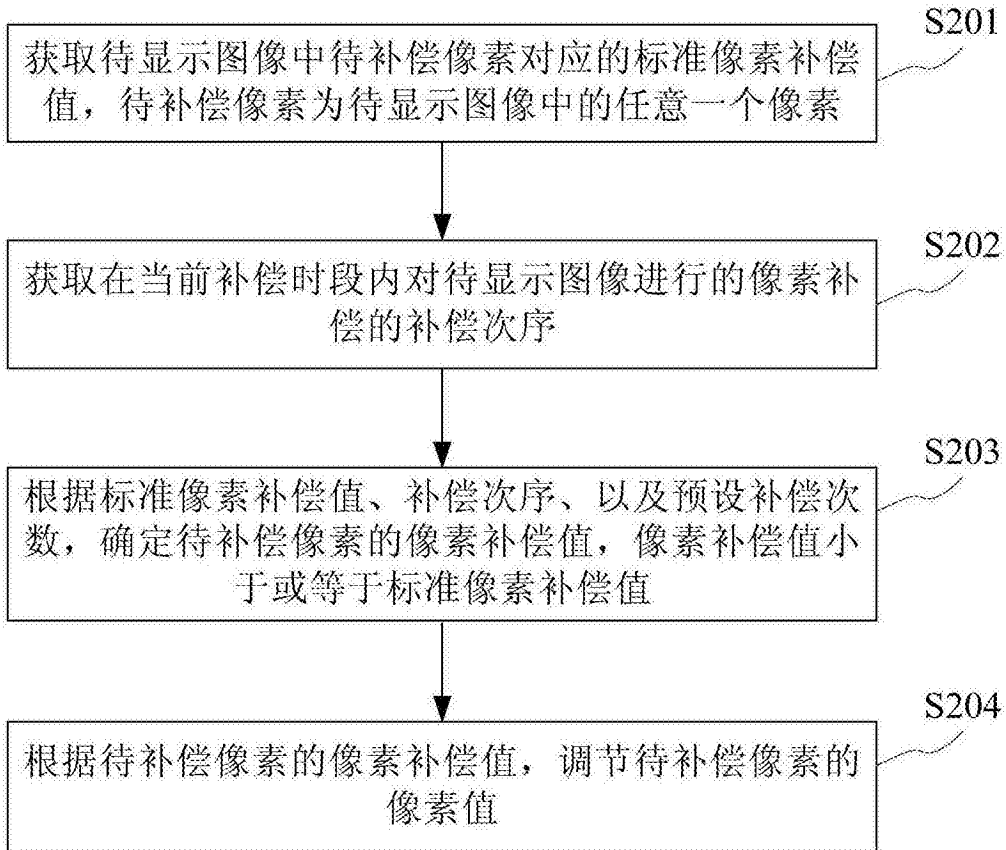 S201
获取待显示图像中待补偿像素对应的标准像素补偿
值，待补偿像素为待显示图像中的任意一个像素
S202
获取在当前补偿时段内对待显示图像进行的像素补
偿的补偿次序
S203
根据标准像素补偿值、补偿次序、以及预设补偿次
数，确定待补偿像素的像素补偿值，像素补偿值小
于或等于标准像素补偿值
S204
根据待补偿像素的像素补偿值，调节待补偿像素的
像素值